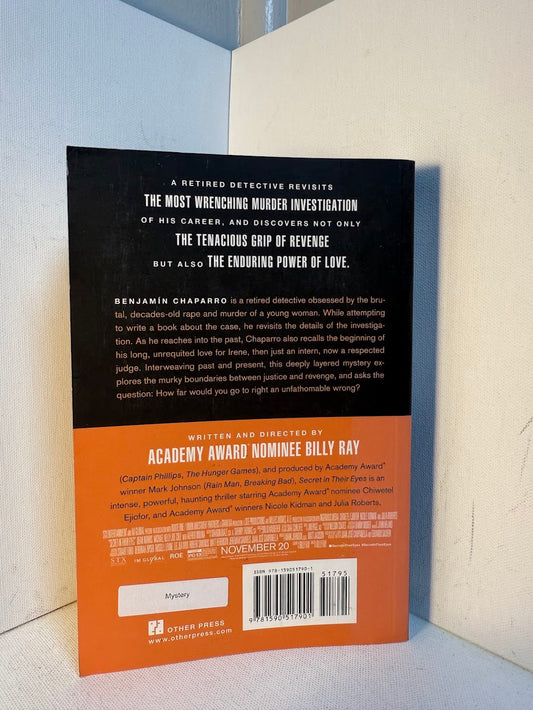 A RETIRED DETECTIVE REVISITS
THE MOST WRENCHING MURDER INVESTIGATION
OF HIS CAREER, AND DISCOVERS NOT ONLY
THE TENACIOUS GRIP OF REVENGE
BUT ALSO THE ENDURING POWER OF LOVE.
BENJAMÍN CHAPARRO is a retired detective obsessed by the bru-
tal, decades-old rape and murder of a young woman. While attempting
to write a book about the case, he revisits the details of the investiga-
tion. As he reaches into the past, Chaparro also recalls the beginning of
his long, unrequited love for Irene, then just an intern, now a respected
judge. Interweaving past and present, this deeply layered mystery ex-
plores the murky boundaries between justice and revenge, and asks the
question: How far would you go to right an unfathomable wrong?
WRITTEN AND DIRECTED BY
ACADEMY AWARD® NOMINEE BILLY RAY
(Captain Phillips, The Hunger Games), and produced by Academy Award®
winner Mark Johnson (Rain Man, Breaking Bad), Secret in Their Eyes is an
intense, powerful, haunting thriller starring Academy Award® nominee Chiwetel
Ejiofor, and Academy Award® winners Nicole Kidman and Julia Roberts.
STX
IM GLOBAL
ROE
PG-13
NOVEMBER 20
Mystery
ISBN 978-159051790-1
51795
9 781590 517901
OTHER PRESS
www.otherpress.com